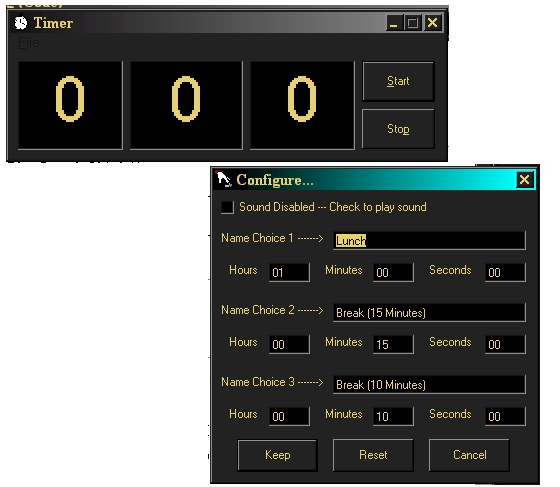 Timer
File
0 0 0
Start
Stop
Configure...
Sound Disabled --- Check to play sound
Name Choice 1 -------> Lunch
Hours 01 Minutes 00 Seconds 00
Name Choice 2 -------> Break (15 Minutes)
Hours 00 Minutes 15 Seconds 00
Name Choice 3 -------> Break (10 Minutes)
Hours 00 Minutes 10 Seconds 00
Keep Reset Cancel